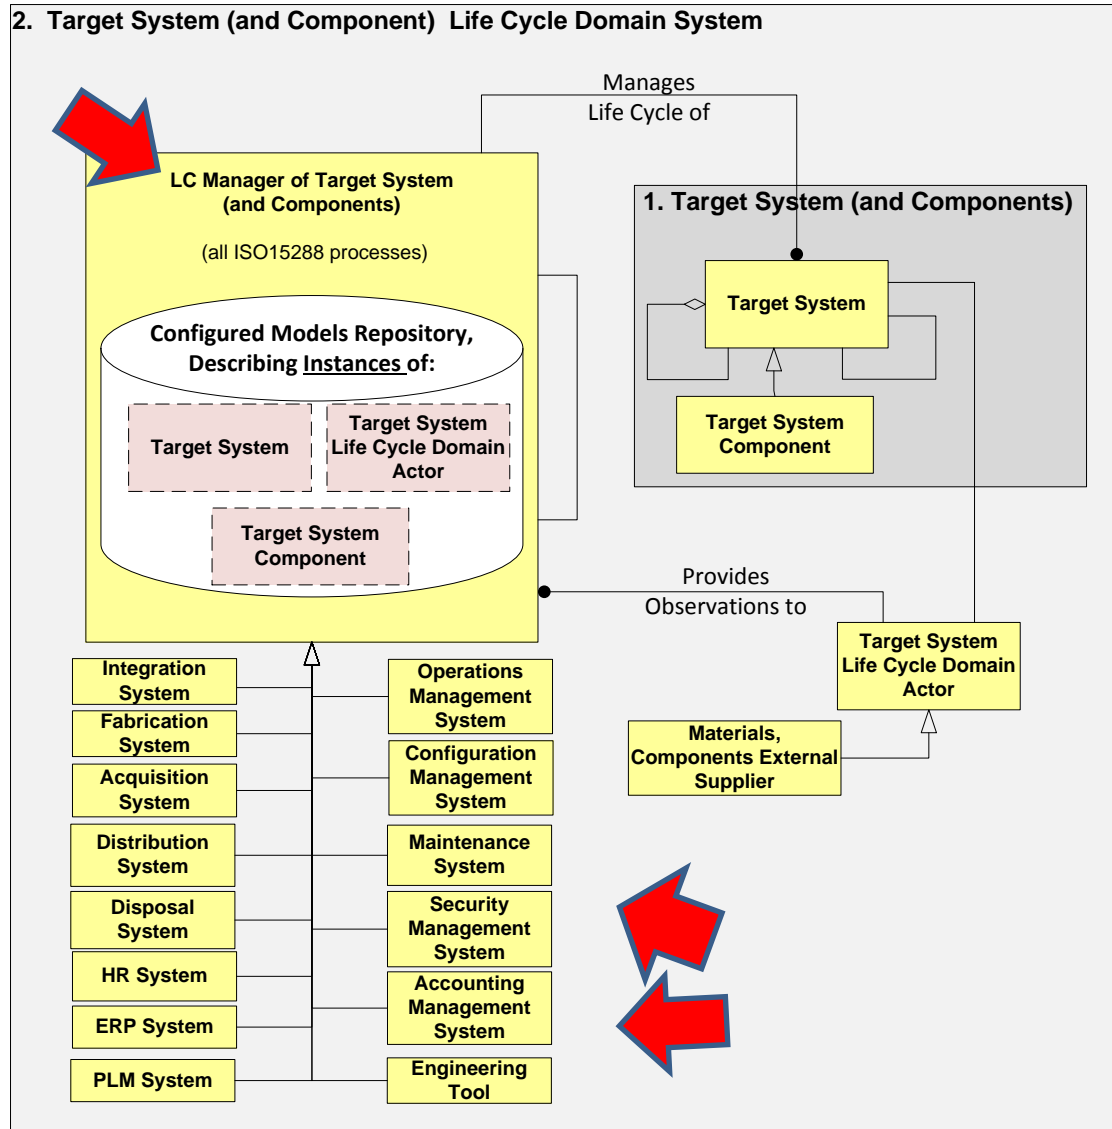 2. Target System (and Component) Life Cycle Domain System
Manages
Life Cycle of
LC Manager of Target System
(and Components)
(all ISO15288 processes)
Configured Models Repository,
Describing Instances of:
Target System
Target System
Life Cycle Domain
Actor
Target System
Component
1. Target System (and Components)
Target System
Target System
Component
Provides
Observations to
Target System
Life Cycle Domain
Actor
Materials,
Components External
Supplier
Integration
System
Fabrication
System
Acquisition
System
Distribution
System
Disposal
System
HR System
ERP System
PLM System
Operations
Management
System
Configuration
Management
System
Maintenance
System
Security
Management
System
Accounting
Management
System
Engineering
Tool